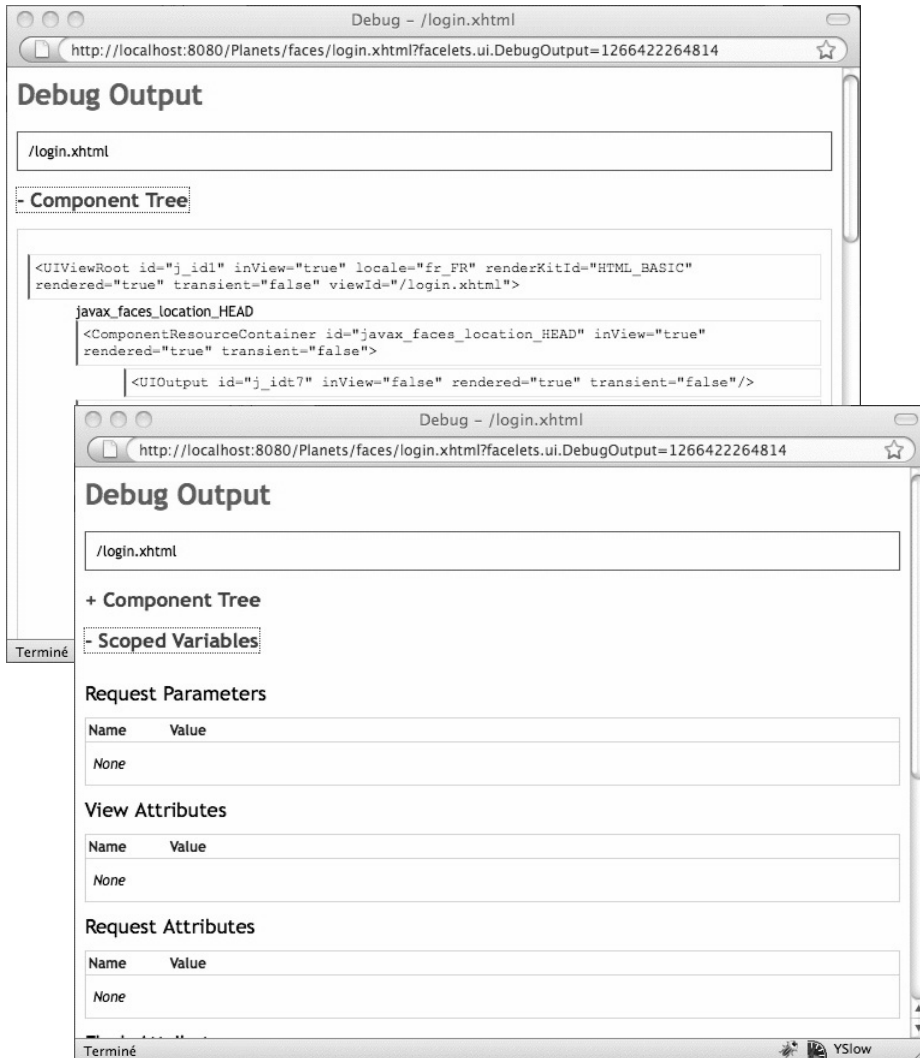 Debug – /login.xhtml
http://localhost:8080/Planets/faces/login.xhtml?facelets.ui.DebugOutput=1266422264814
Debug Output
/login.xhtml
- Component Tree
<UIViewRoot id="j_id1" inView="true" locale="fr_FR" renderKitId="HTML_BASIC"
rendered="true" transient="false" viewId="/login.xhtml">
javax_faces_location_HEAD
<ComponentResourceContainer id="javax_faces_location_HEAD" inView="true"
rendered="true" transient="false">
<UIOutput id="j_idt7" inView="false" rendered="true" transient="false"/>
Terminé
Debug – /login.xhtml
http://localhost:8080/Planets/faces/login.xhtml?facelets.ui.DebugOutput=1266422264814
Debug Output
/login.xhtml
+ Component Tree
- Scoped Variables
Request Parameters
Name Value
None
View Attributes
Name Value
None
Request Attributes
Name Value
None
Terminé
YSlow